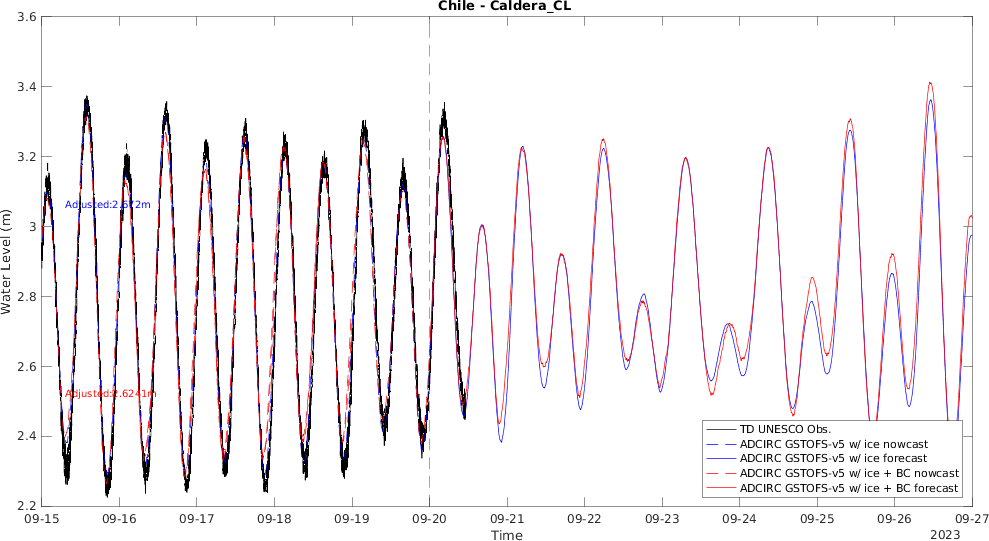 Chile - Caldera_CL
3.6
3.4
3.2
3
2.8
2.6
2.4
2.2
Water Level (m)
Adjusted:2.672m
Adjusted:2.6241m
TD UNESCO Obs.
ADCIRC GSTOFS-v5 w/ ice nowcast
ADCIRC GSTOFS-v5 w/ ice forecast
ADCIRC GSTOFS-v5 w/ ice + BC nowcast
ADCIRC GSTOFS-v5 w/ ice + BC forecast
09-15 09-16 09-17 09-18 09-19 09-20 09-21 09-22 09-23 09-24 09-25 09-26 09-27
Time
2023